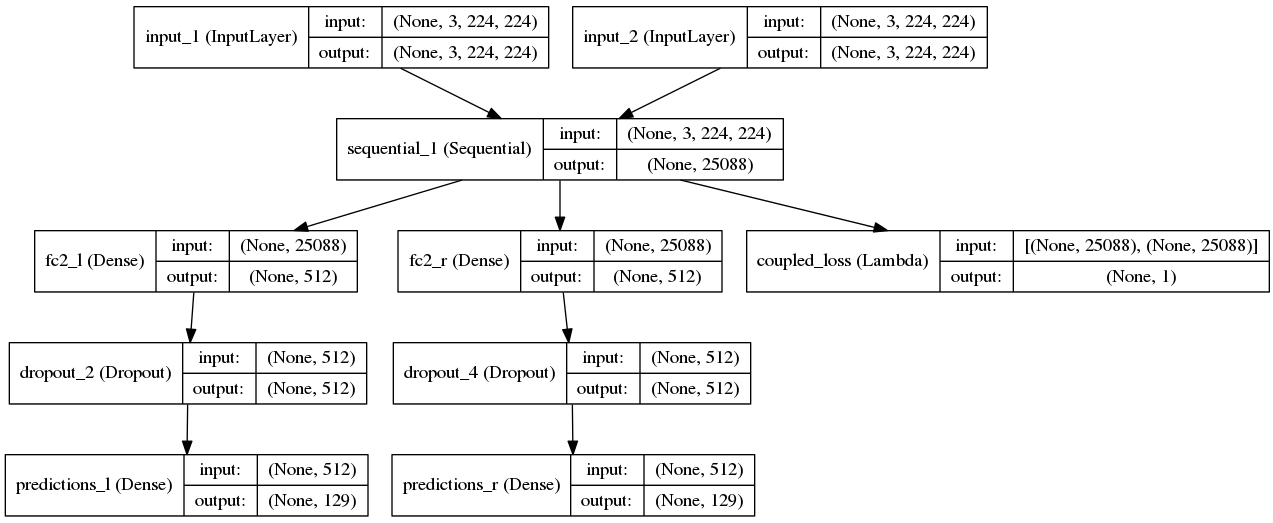 input_1 (InputLayer)
input:
(None, 3, 224, 224)
output:
(None, 3, 224, 224)
input_2 (InputLayer)
input:
(None, 3, 224, 224)
output:
(None, 3, 224, 224)
sequential_1 (Sequential)
input:
(None, 3, 224, 224)
output:
(None, 25088)
fc2_l (Dense)
input:
(None, 25088)
output:
(None, 512)
fc2_r (Dense)
input:
(None, 25088)
output:
(None, 512)
coupled_loss (Lambda)
input:
[(None, 25088), (None, 25088)]
output:
(None, 1)
dropout_2 (Dropout)
input:
(None, 512)
output:
(None, 512)
dropout_4 (Dropout)
input:
(None, 512)
output:
(None, 512)
predictions_l (Dense)
input:
(None, 512)
output:
(None, 129)
predictions_r (Dense)
input:
(None, 512)
output:
(None, 129)